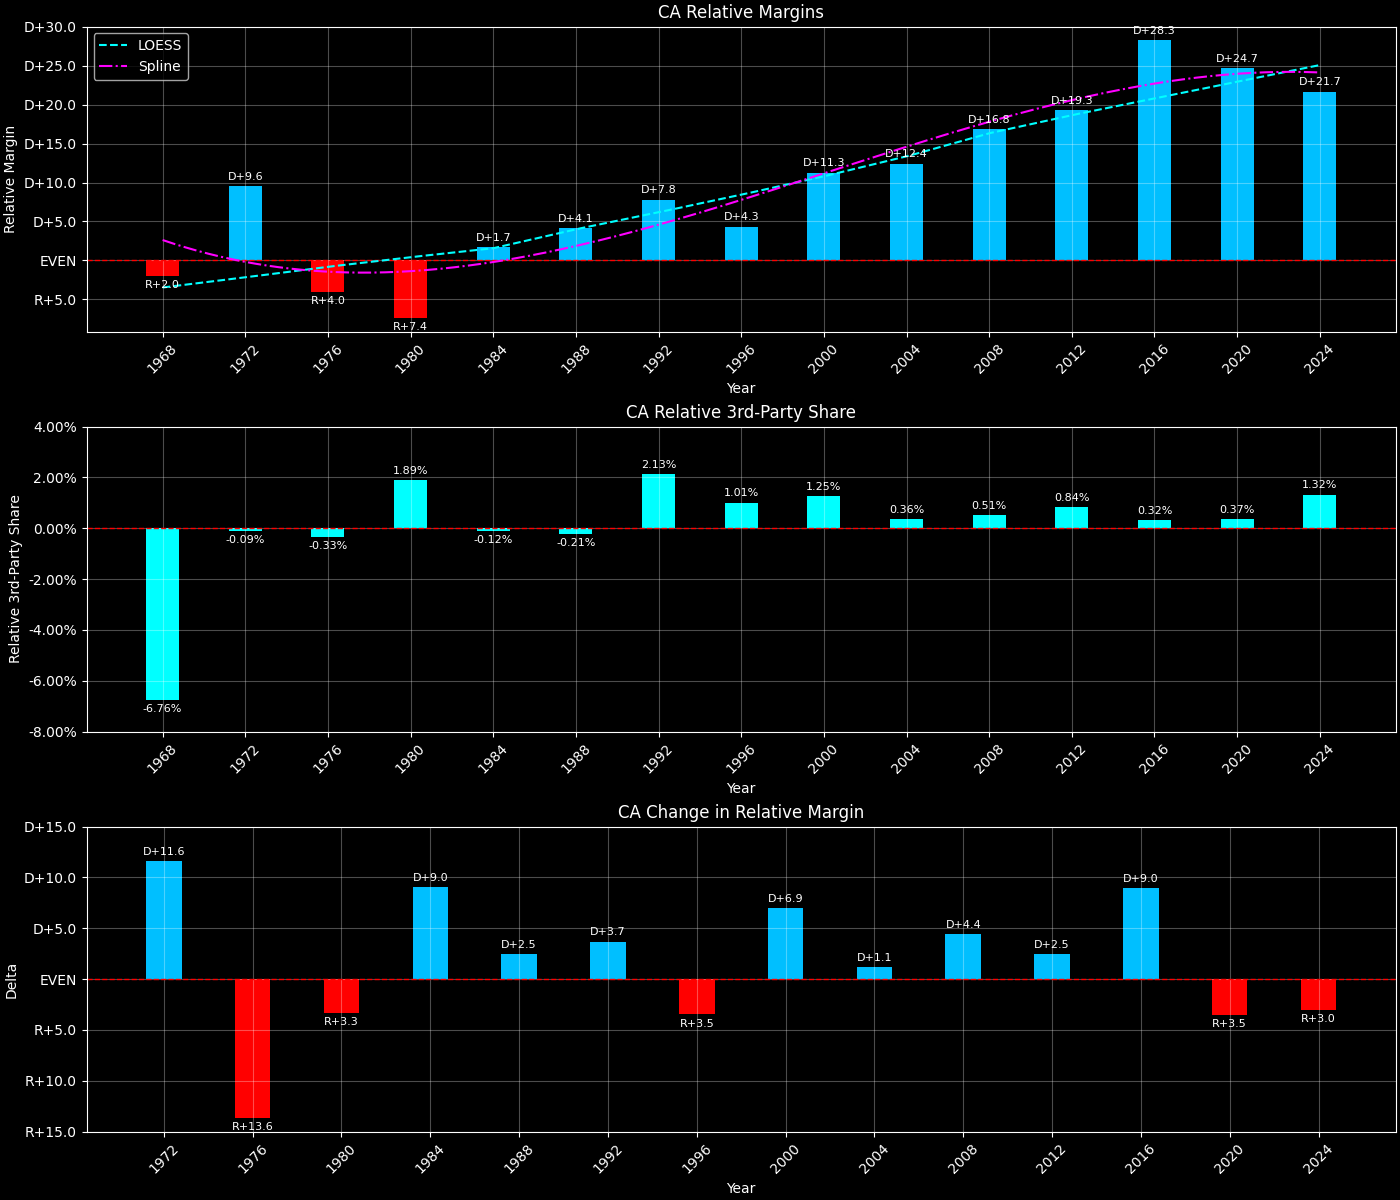 CA Relative Margins
D+30.0
D+25.0
D+20.0
D+15.0
D+10.0
D+5.0
EVEN
R+5.0
Relative Margin
LOESS
Spline
R+2.0
D+9.6
R+4.0
R+7.4
D+1.7
D+4.1
D+7.8
D+4.3
D+11.3
D+12.4
D+16.8
D+19.3
D+28.3
D+24.7
D+21.7
1968
1972
1976
1980
1984
1988
1992
1996
2000
2004
2008
2012
2016
2020
2024
Year
CA Relative 3rd-Party Share
4.00%
2.00%
0.00%
-2.00%
-4.00%
-6.00%
-8.00%
Relative 3rd-Party Share
-6.76%
-0.09%
-0.33%
1.89%
-0.12%
-0.21%
2.13%
1.01%
1.25%
0.36%
0.51%
0.84%
0.32%
0.37%
1.32%
1968
1972
1976
1980
1984
1988
1992
1996
2000
2004
2008
2012
2016
2020
2024
Year
CA Change in Relative Margin
D+15.0
D+10.0
D+5.0
EVEN
R+5.0
R+10.0
R+15.0
Delta
D+11.6
R+13.6
R+3.3
D+9.0
D+2.5
D+3.7
R+3.5
D+6.9
D+1.1
D+4.4
D+2.5
D+9.0
R+3.5
R+3.0
1972
1976
1980
1984
1988
1992
1996
2000
2004
2008
2012
2016
2020
2024
Year